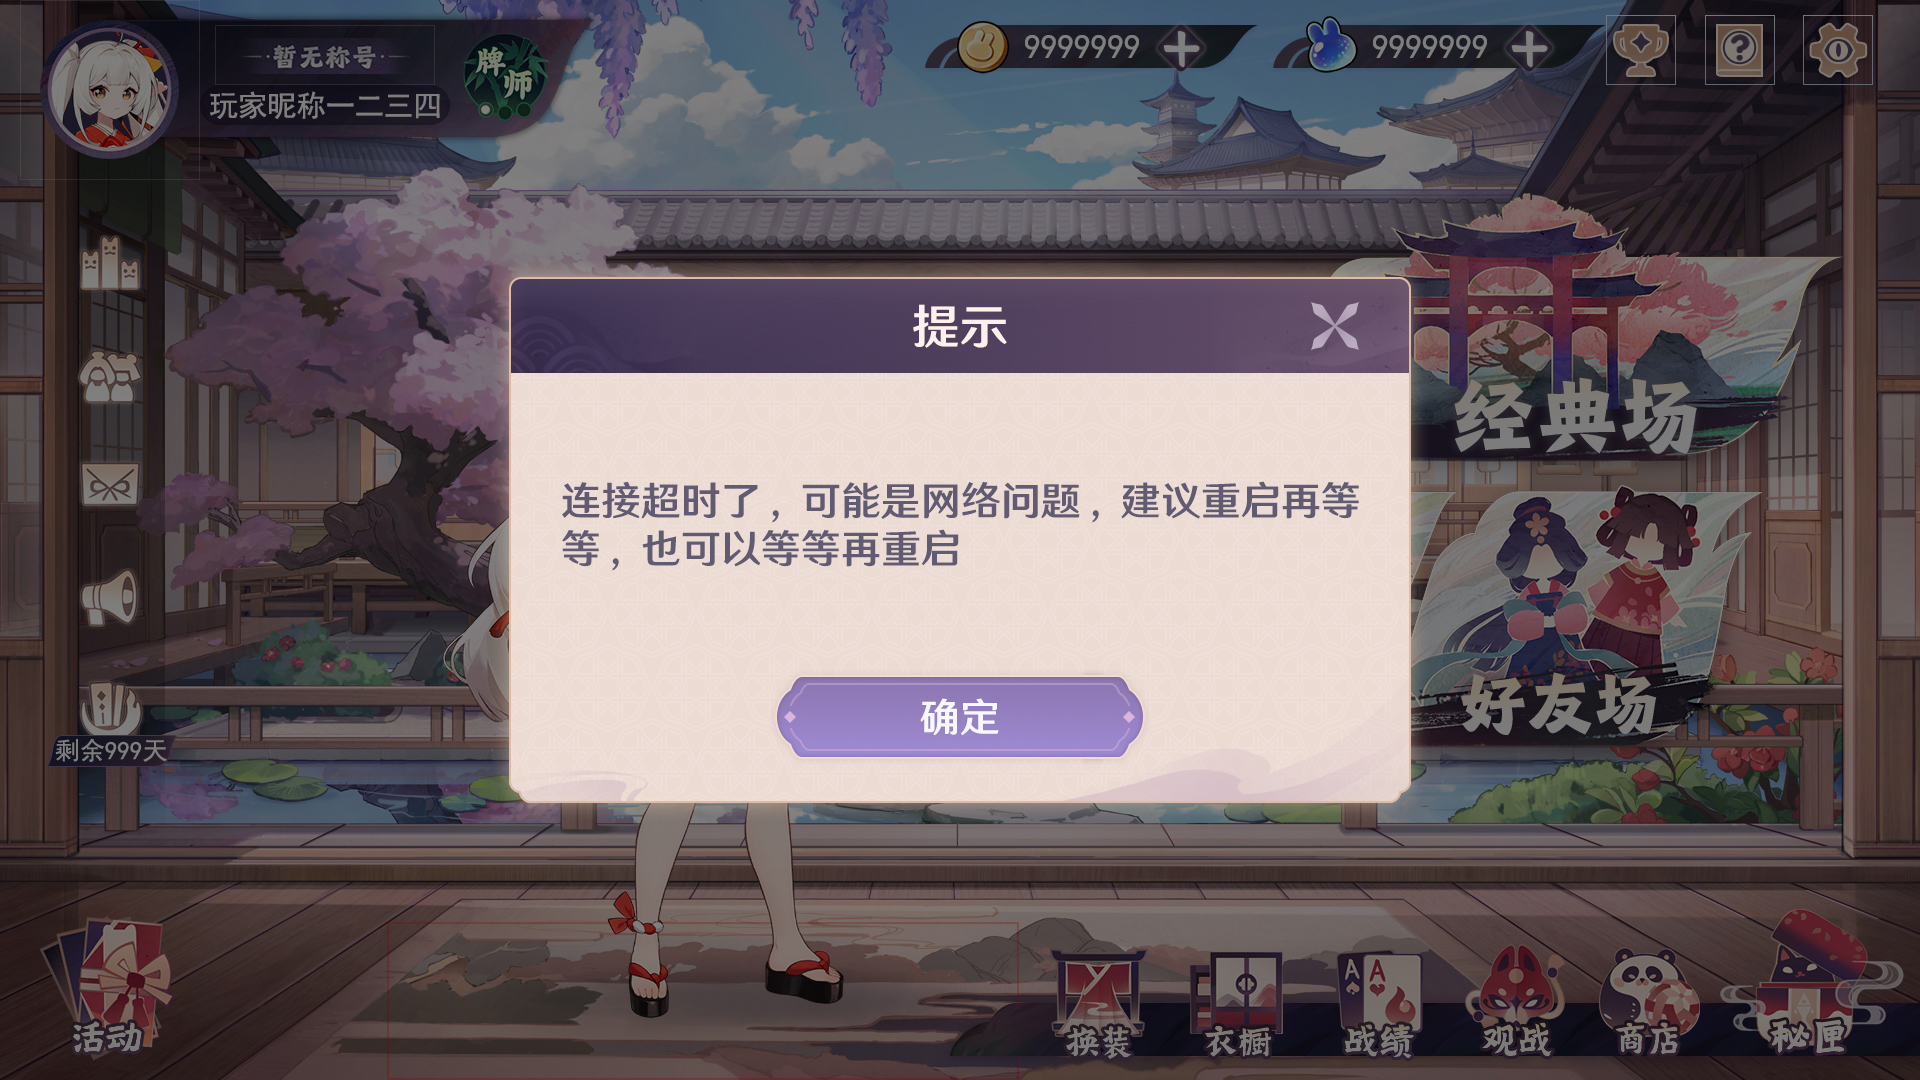 暂无称号
玩家昵称一二三四
牌师
9999999
9999999
提示
连接超时了，可能是网络问题，建议重启再等
等，也可以等等再重启
确定
经典场
好友场
剩余999天
活动
换装
A A
衣橱
战绩
观战
商店
秘匣